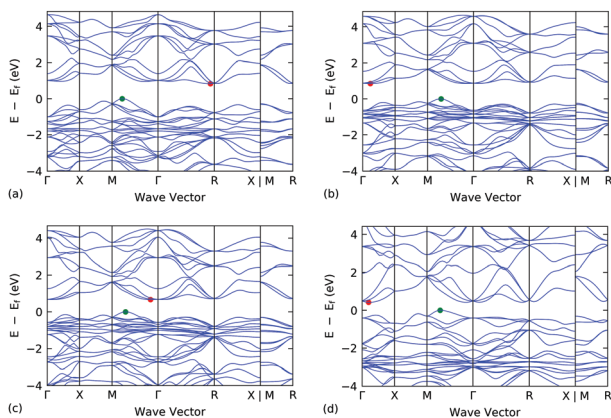 4
2
0
−2
−4
E − E_f (eV)
Γ X M Γ R X | M R
Wave Vector
(a)
4
2
0
−2
−4
E − E_f (eV)
Γ X M Γ R X | M R
Wave Vector
(b)
4
2
0
−2
−4
E − E_f (eV)
Γ X M Γ R X | M R
Wave Vector
(c)
4
2
0
−2
−4
E − E_f (eV)
Γ X M Γ R X | M R
Wave Vector
(d)